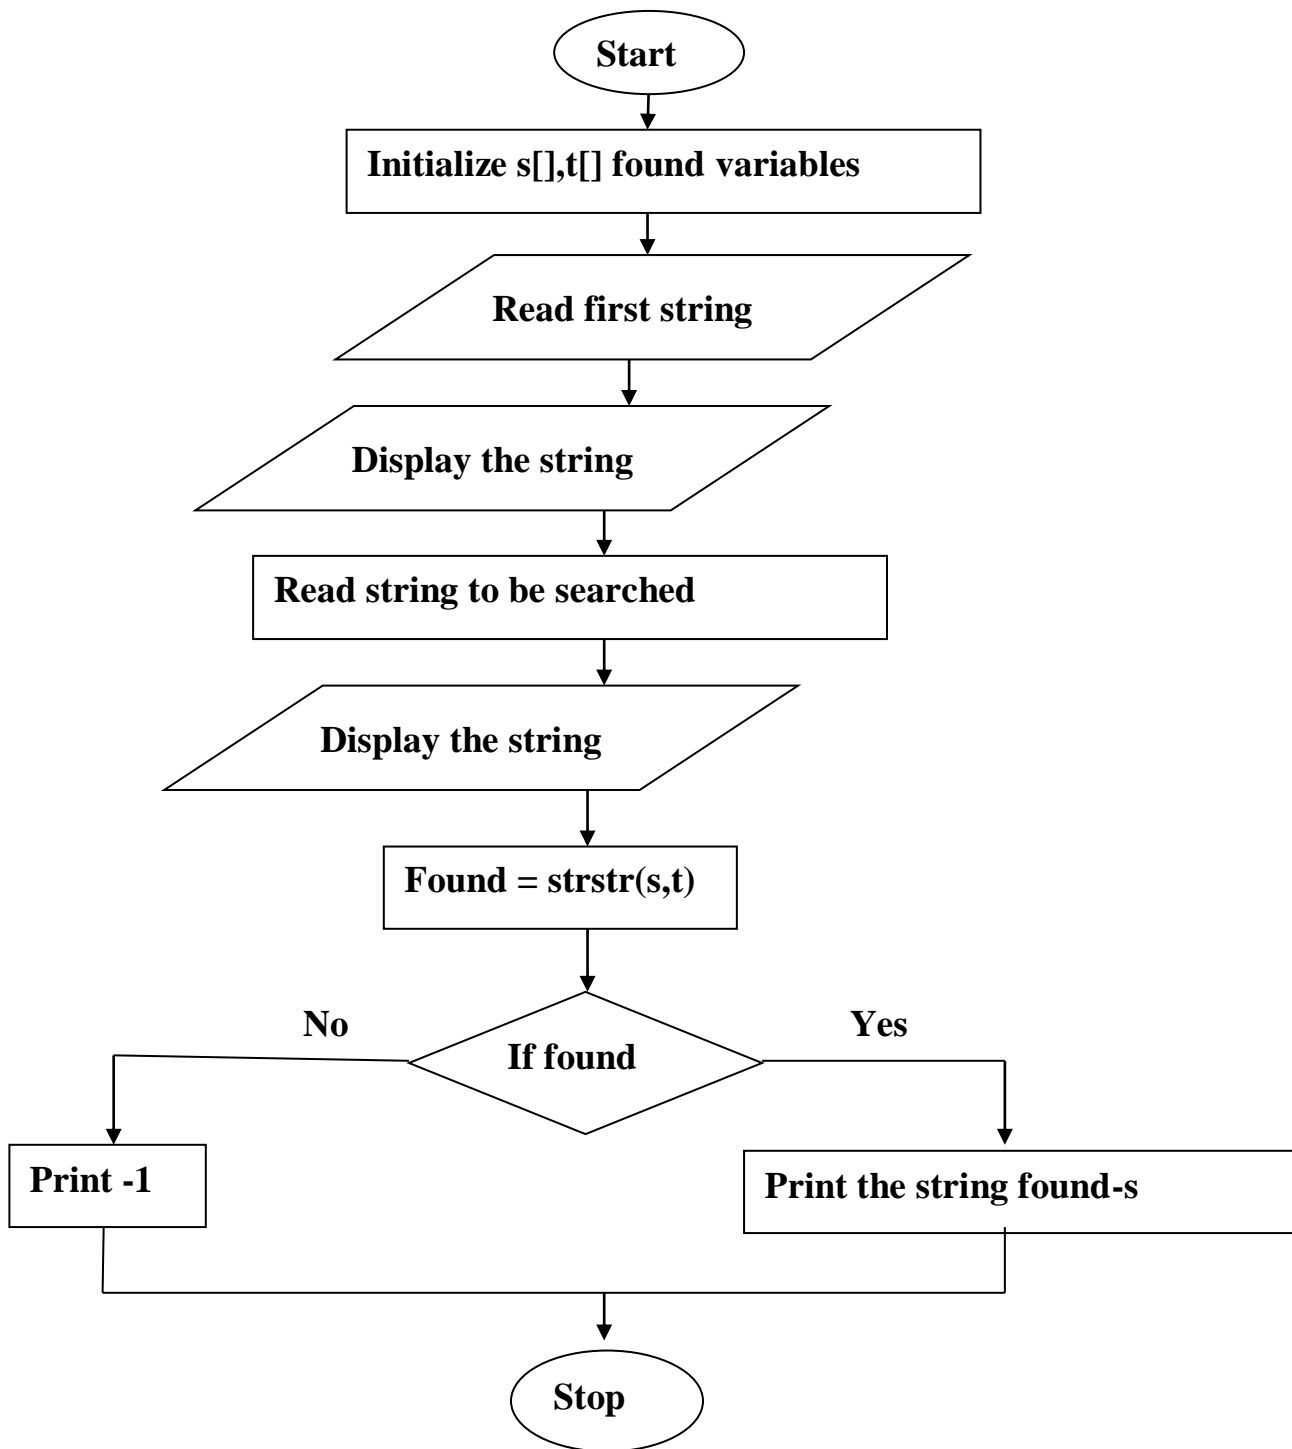 Start
Initialize s[],t[] found variables
Read first string
Display the string
Read string to be searched
Display the string
Found = strstr(s,t)
No
Yes
If found
Print -1
Print the string found-s
Stop